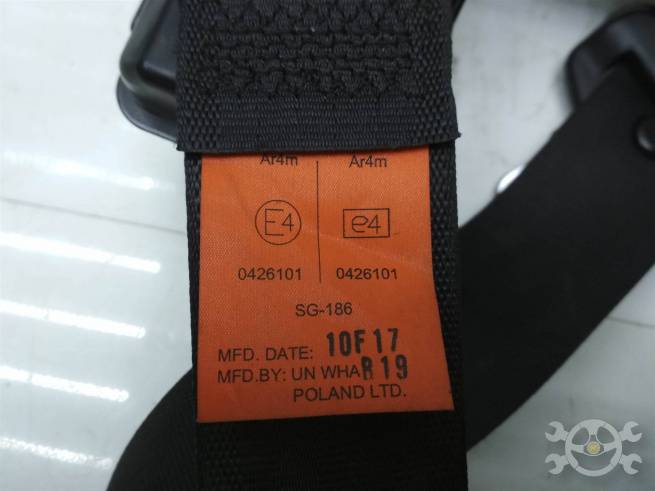 Ar4m Ar4m
E4 e4
0426101 0426101
SG-186
MFD. DATE: 10F17
MFD.BY: UN WHA R19
POLAND LTD.